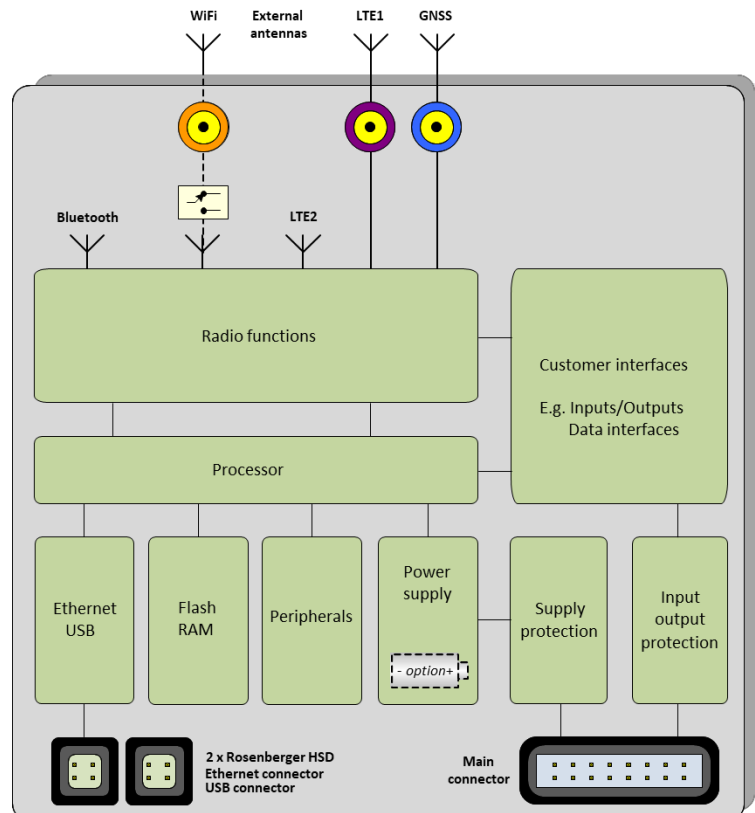 WiFi
External
antennas
LTE1
GNSS
Bluetooth
LTE2
Radio functions
Customer interfaces
E.g. Inputs/Outputs
Data interfaces
Processor
Ethernet
USB
Flash
RAM
Peripherals
Power
supply
- option+
Supply
protection
Input
output
protection
2 x Rosenberger HSD
Ethernet connector
USB connector
Main
connector